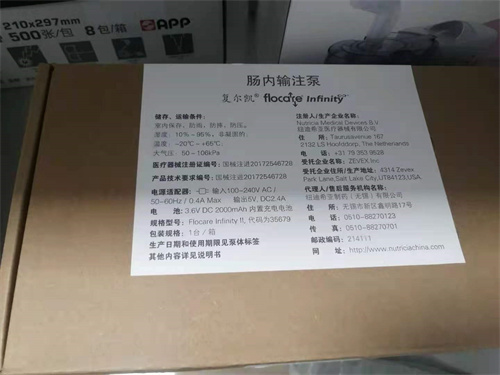 210x297mm
500张/包 8包/箱
APP
肠内输注泵
复尔凯® flocare® infinity™
储存、运输条件：
室内保存，防雨，防摔，防压。
湿度：10%~95%，非凝固的，
温度：-20℃~+65℃
大气压：50~106kPa
医疗器械注册证编号：国械注进20172546728
产品技术要求编号：国械注进20172546728
电源适配器：输入100~240V AC /
50~60Hz / 0.4A Max 输出5V, DC2.4A
电 池：3.6V DC 2000mAh 内置充电电池
规格型号：Flocare Infinity II, 代码为35679
包装规格：1台／箱
生产日期和使用期限见泵体标签
其他内容详见说明书
注册人/生产企业名称：
Nutricia Medical Devices B.V.
纽迪希亚医疗器械有限公司
住 所：Taurusavenue 167
2132 LS Hoofddorp, The Netherlands
电 话：+31 79 353 9528
受托企业名称：ZEVEX,Inc
受托企业住所/生产地址：4314 Zevex
Park Lane,Salt Lake City,UT84123,USA
代理人/售后服务机构名称：
纽迪希亚制药（无锡）有限公司
住 所：无锡市新区鑫明路17号
电 话：0510-88270123
传 真：0510-88270701
邮政编码：214111
网 址：http://www.nutriciachina.com